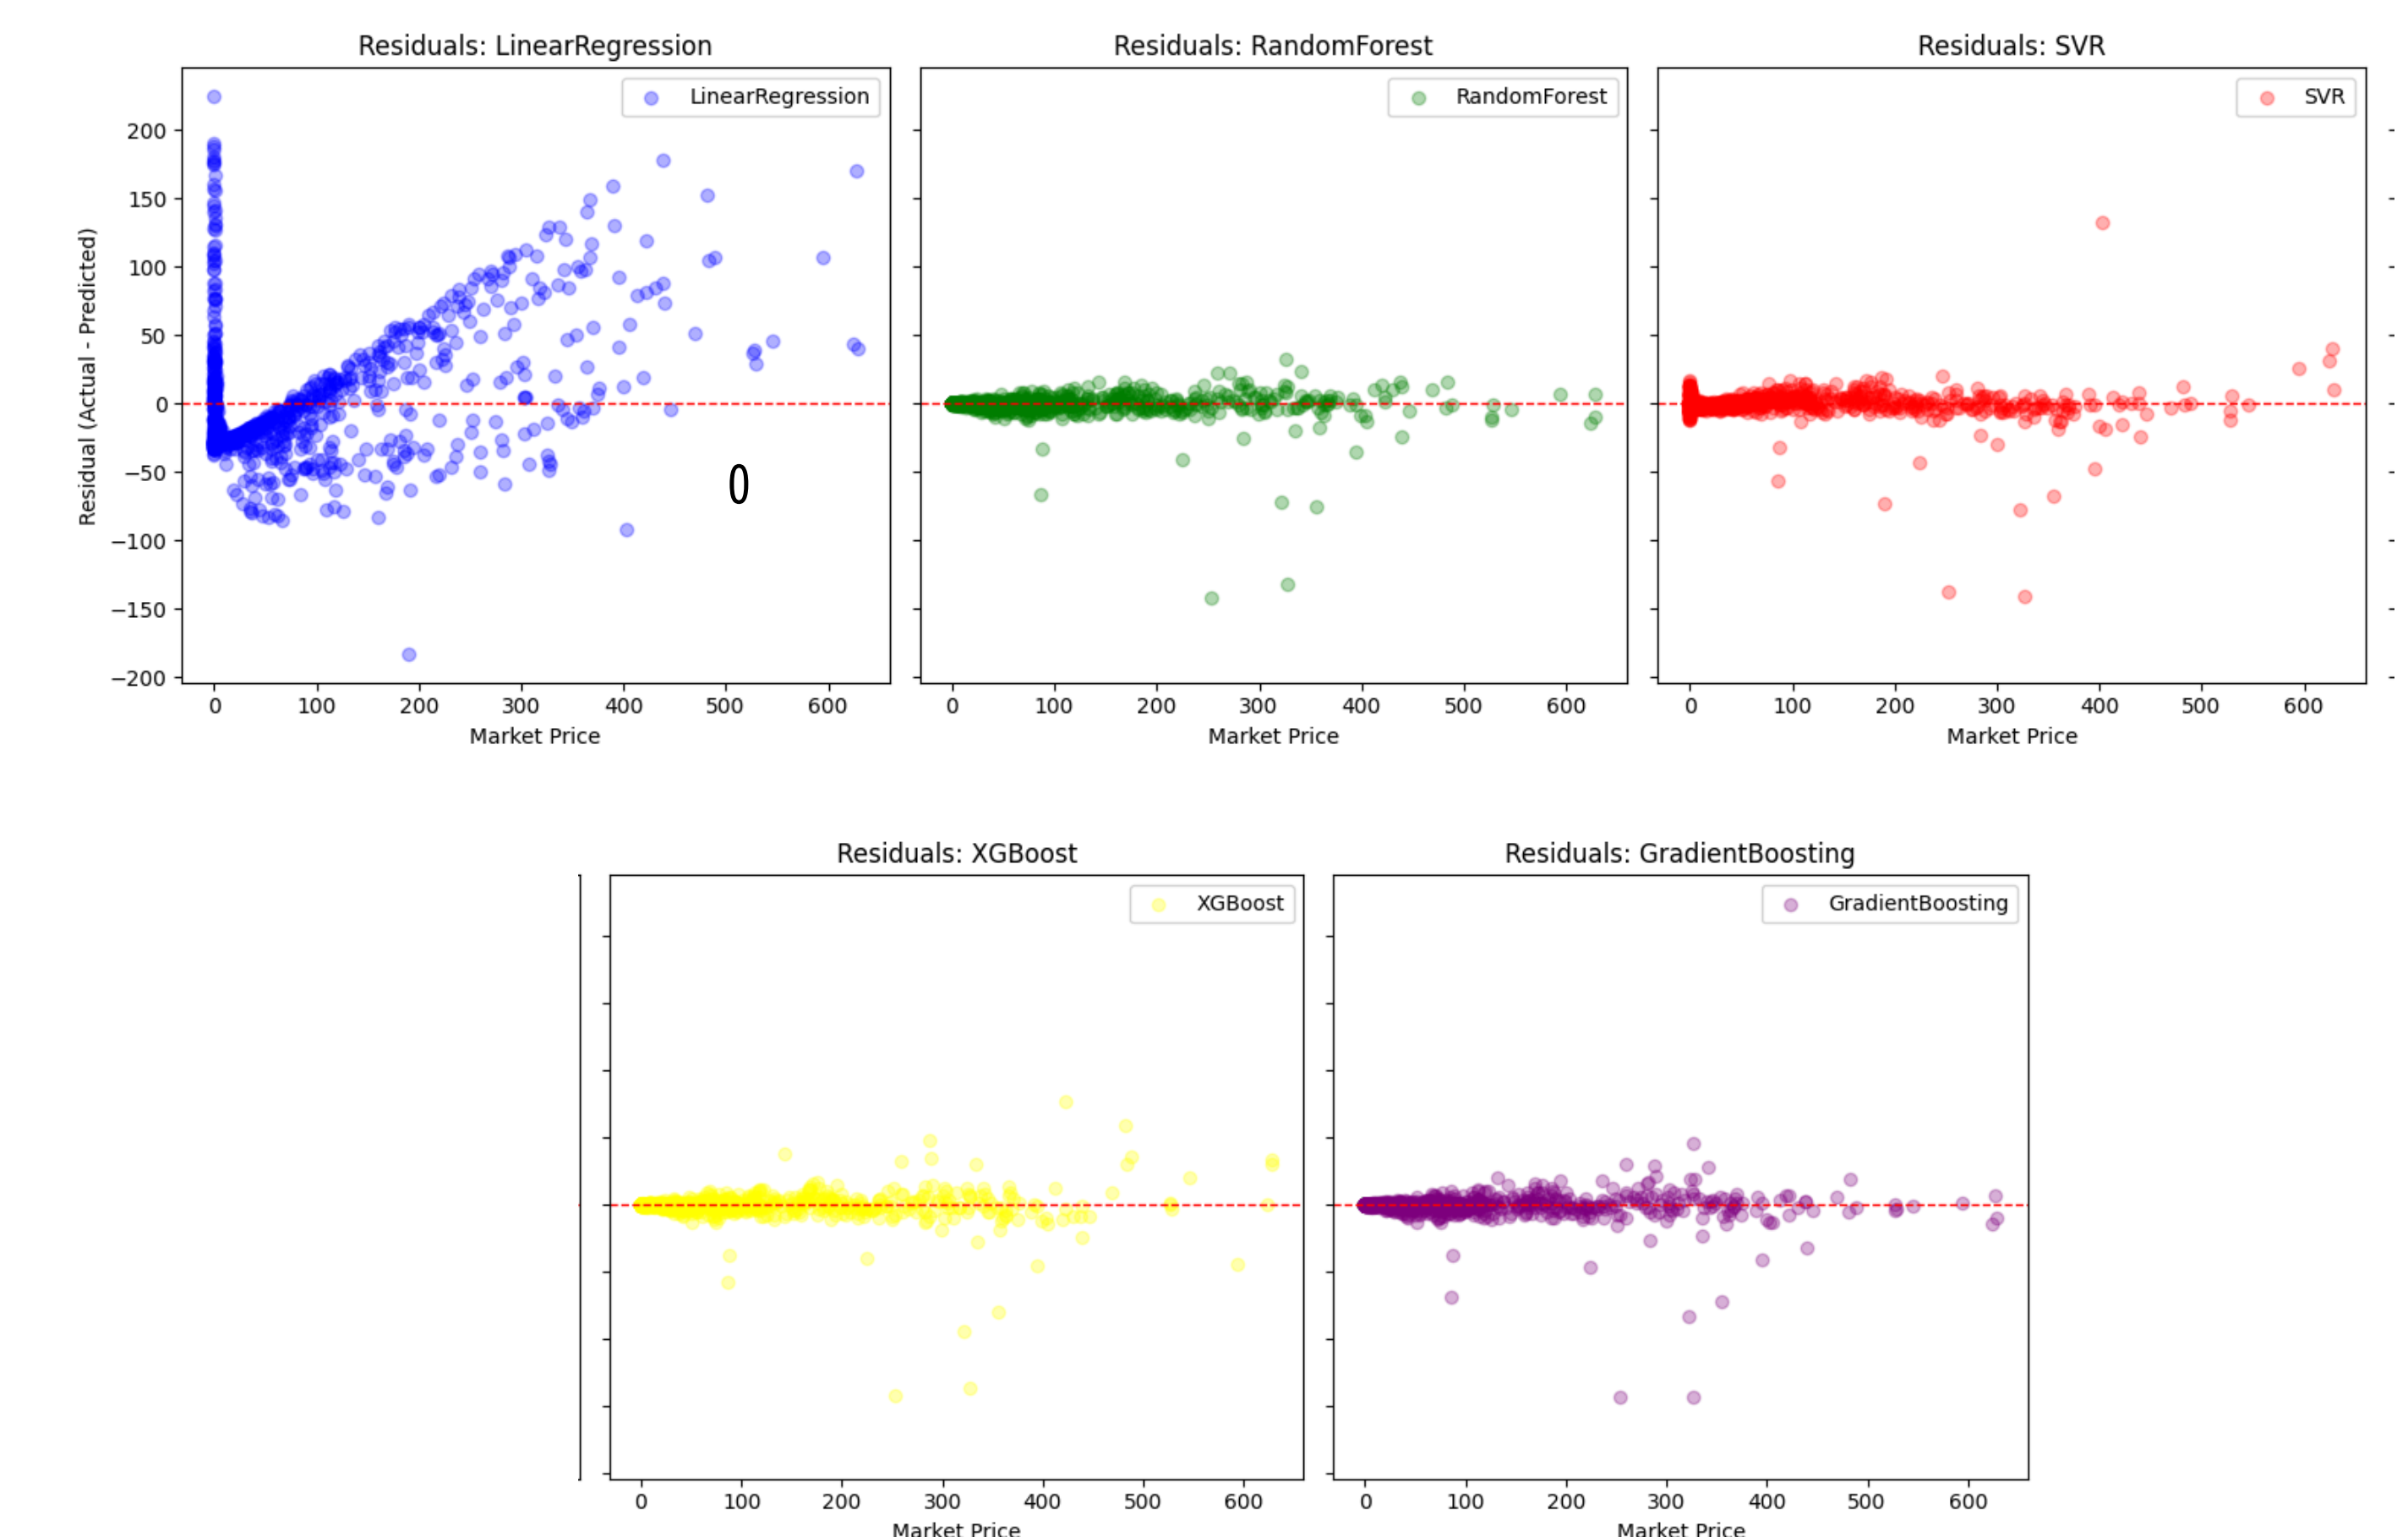 Residuals: LinearRegression
LinearRegression
200
150
100
50
0
−50
−100
−150
−200
Residual (Actual - Predicted)
0
0 100 200 300 400 500 600
Market Price
Residuals: RandomForest
RandomForest
0 100 200 300 400 500 600
Market Price
Residuals: SVR
SVR
0 100 200 300 400 500 600
Market Price
Residuals: XGBoost
XGBoost
0 100 200 300 400 500 600
Market Price
Residuals: GradientBoosting
GradientBoosting
0 100 200 300 400 500 600
Market Price